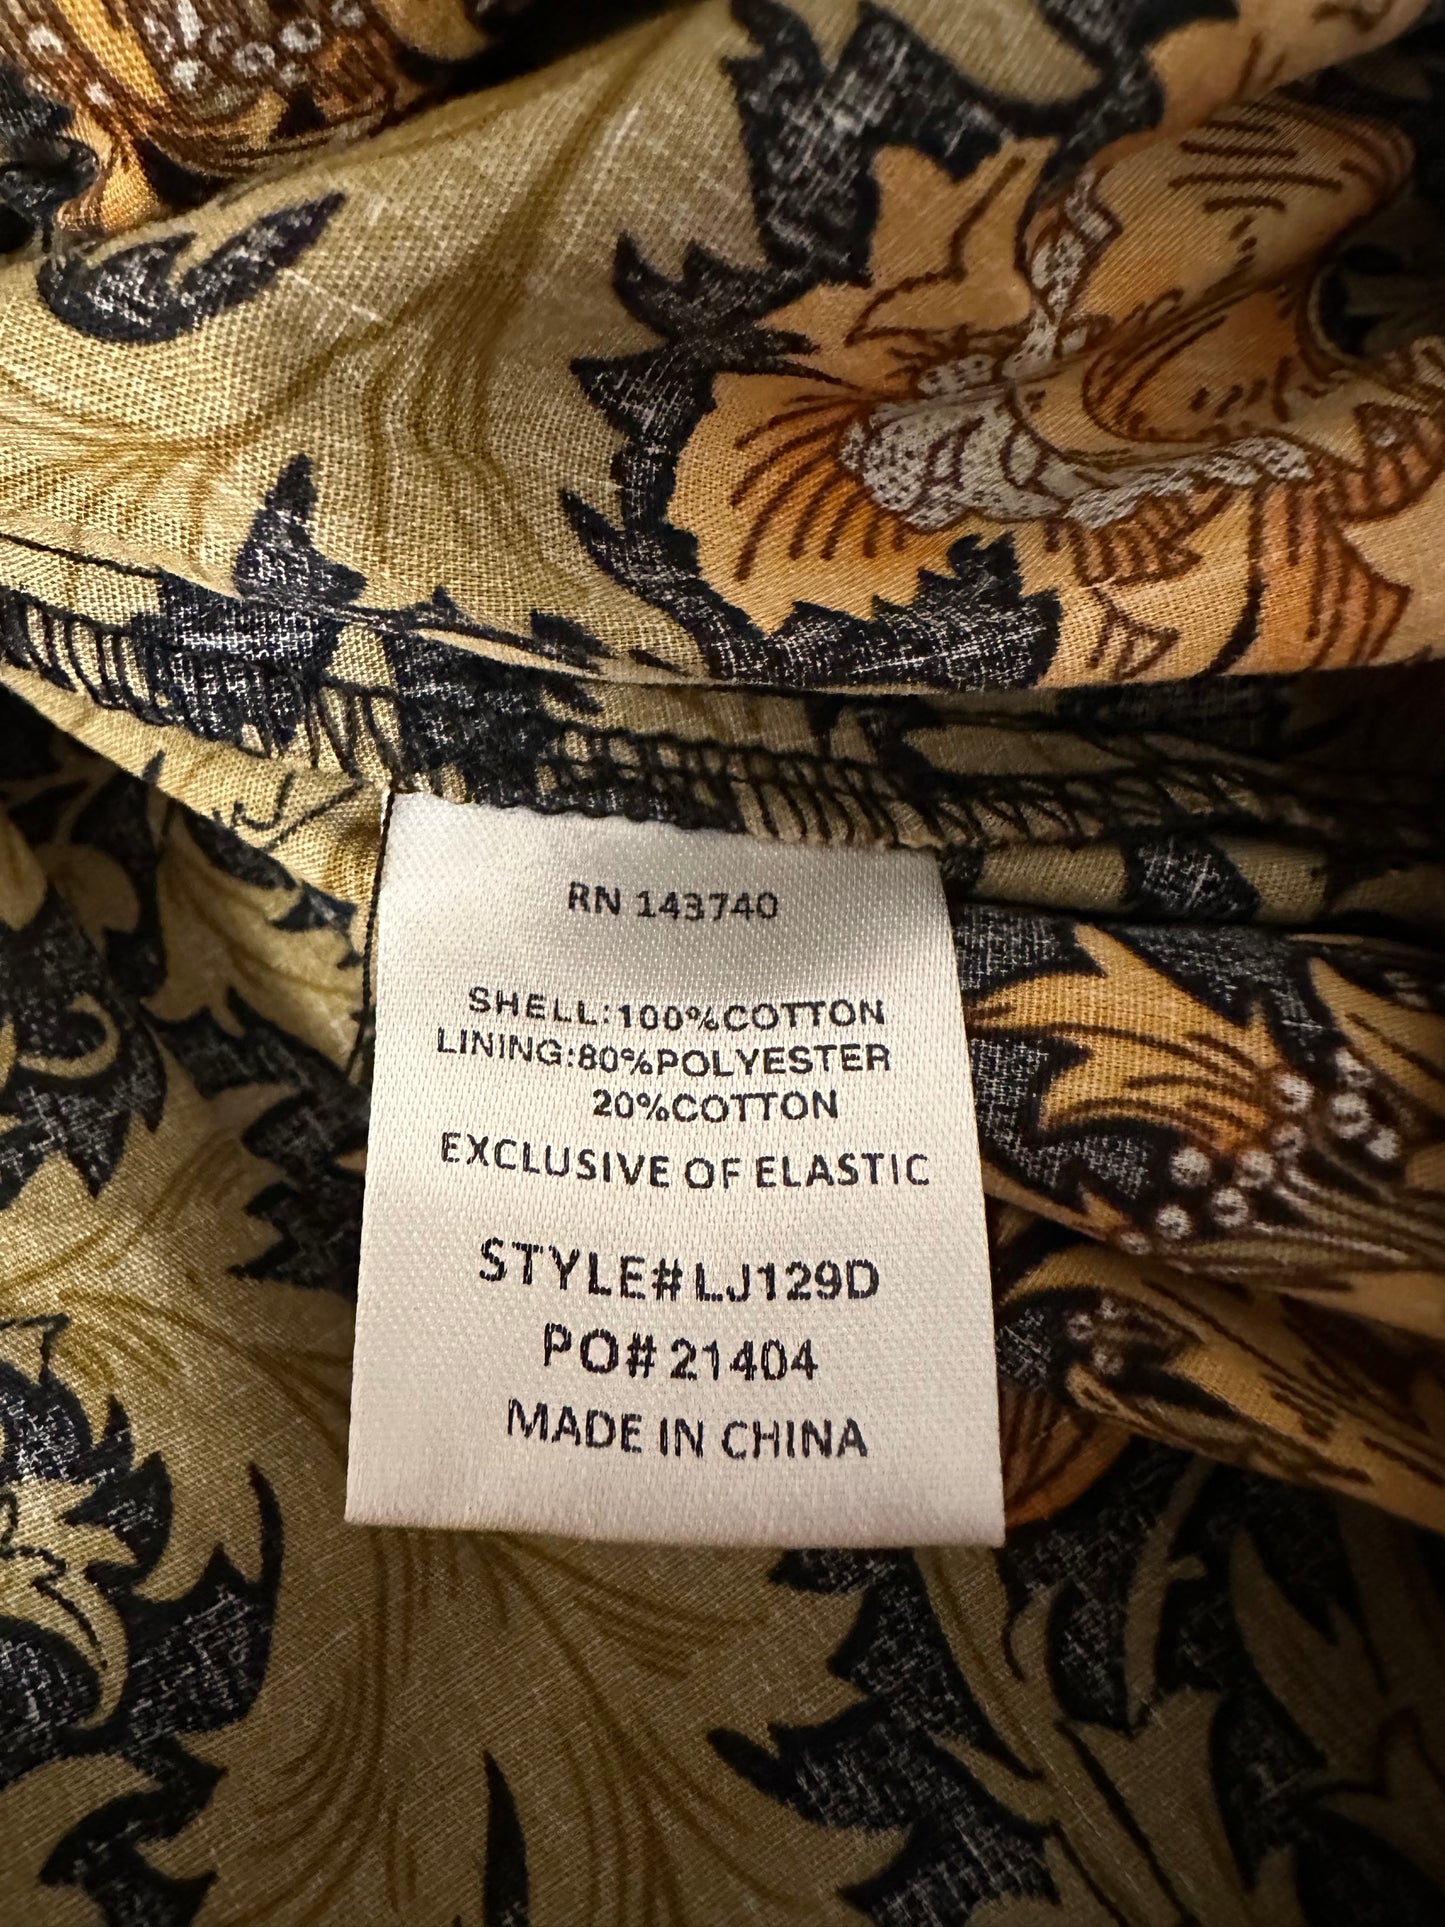 RN 143740
SHELL:100%COTTON
LINING:80%POLYESTER
20%COTTON
EXCLUSIVE OF ELASTIC
STYLE#LJ129D
PO#21404
MADE IN CHINA